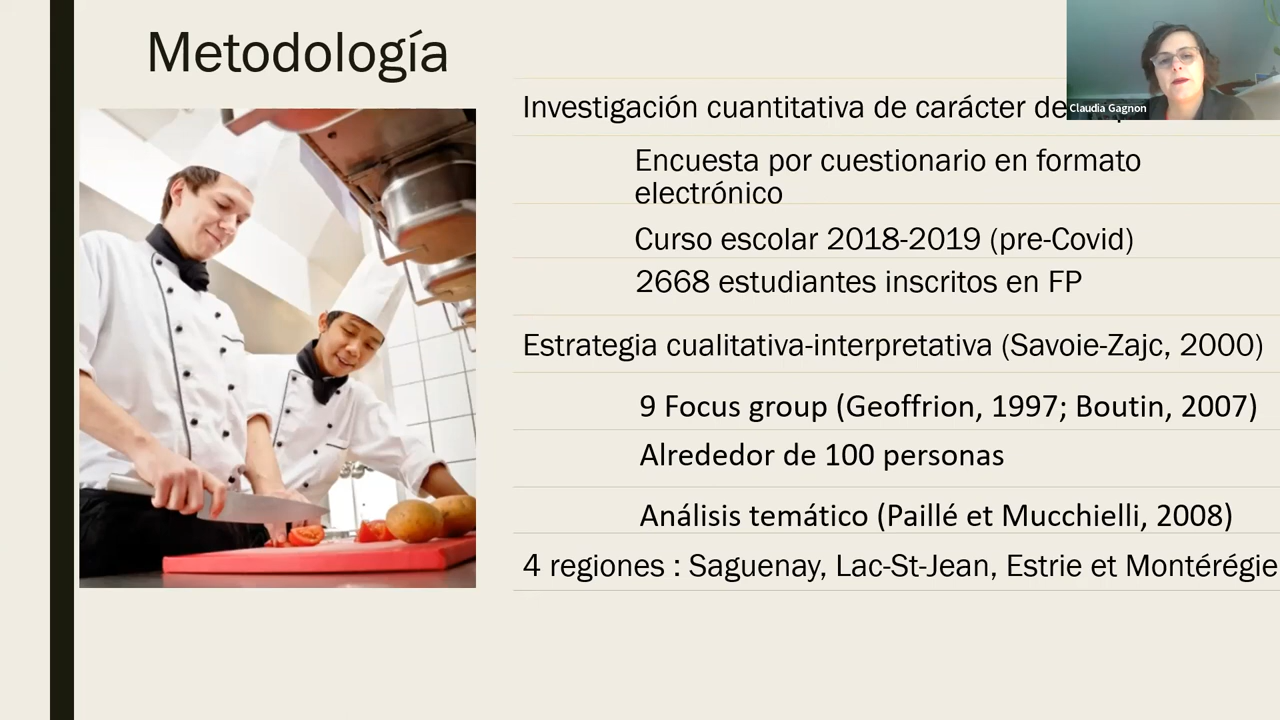 Metodología
Investigación cuantitativa de carácter
Claudia Gagnon
Encuesta por cuestionario en formato
electrónico
Curso escolar 2018-2019 (pre-Covid)
2668 estudiantes inscritos en FP
Estrategia cualitativa-interpretativa (Savoie-Zajc, 2000)
9 Focus group (Geoffrion, 1997; Boutin, 2007)
Alrededor de 100 personas
Análisis temático (Paillé et Mucchielli, 2008)
4 regiones : Saguenay, Lac-St-Jean, Estrie et Montérégie